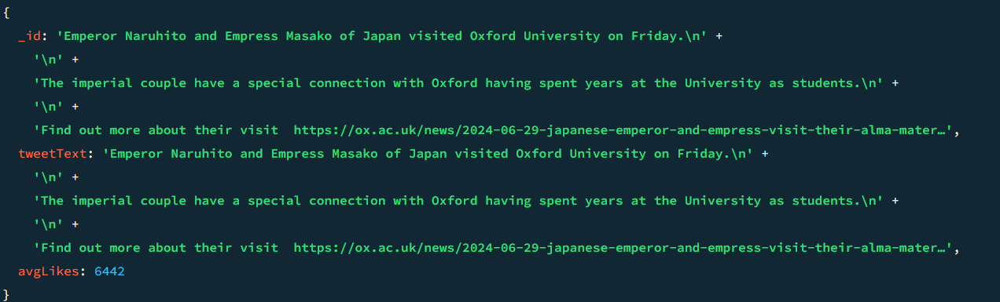 {
  _id: 'Emperor Naruhito and Empress Masako of Japan visited Oxford University on Friday.\n' +
    '\n' +
    'The imperial couple have a special connection with Oxford having spent years at the University as students.\n' +
    '\n' +
    'Find out more about their visit  https://ox.ac.uk/news/2024-06-29-japanese-emperor-and-empress-visit-their-alma-mater…',
  tweetText: 'Emperor Naruhito and Empress Masako of Japan visited Oxford University on Friday.\n' +
    '\n' +
    'The imperial couple have a special connection with Oxford having spent years at the University as students.\n' +
    '\n' +
    'Find out more about their visit  https://ox.ac.uk/news/2024-06-29-japanese-emperor-and-empress-visit-their-alma-mater…',
  avgLikes: 6442
}